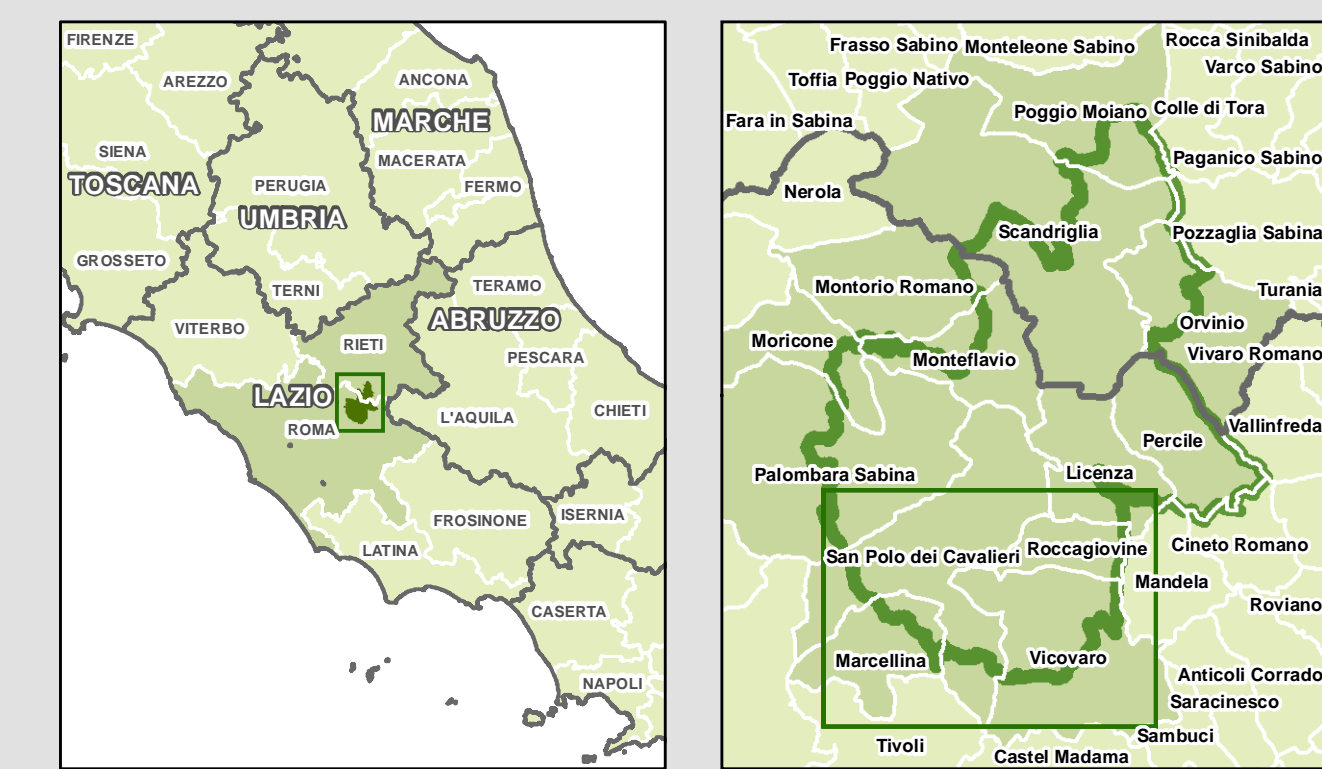 FIRENZE
AREZZO
ANCONA
MARCHE
SIENA
MACERATA
TOSCANA
PERUGIA
FERMO
UMBRIA
GROSSETO
TERNI
TERAMO
VITERBO
ABRUZZO
RIETI
PESCARA
LAZIO
CHIETI
ROMA
L'AQUILA
FROSINONE
ISERNIA
LATINA
CASERTA
NAPOLI
Frasso Sabino
Monteleone Sabino
Rocca Sinibalda
Varco Sabino
Toffia
Poggio Nativo
Fara in Sabina
Poggio Moiano
Colle di Tora
Paganico Sabino
Nerola
Scandriglia
Pozzaglia Sabina
Montorio Romano
Turania
Orvinio
Moricone
Monteflavio
Vivaro Romano
Vallinfreda
Percile
Palombara Sabina
Licenza
San Polo dei Cavalieri
Roccagiovine
Cineto Romano
Mandela
Roviano
Marcellina
Vicovaro
Anticoli Corrado
Saracinesco
Tivoli
Sambuci
Castel Madama